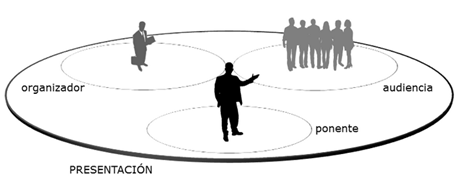 organizador
audiencia
ponente
PRESENTACIÓN